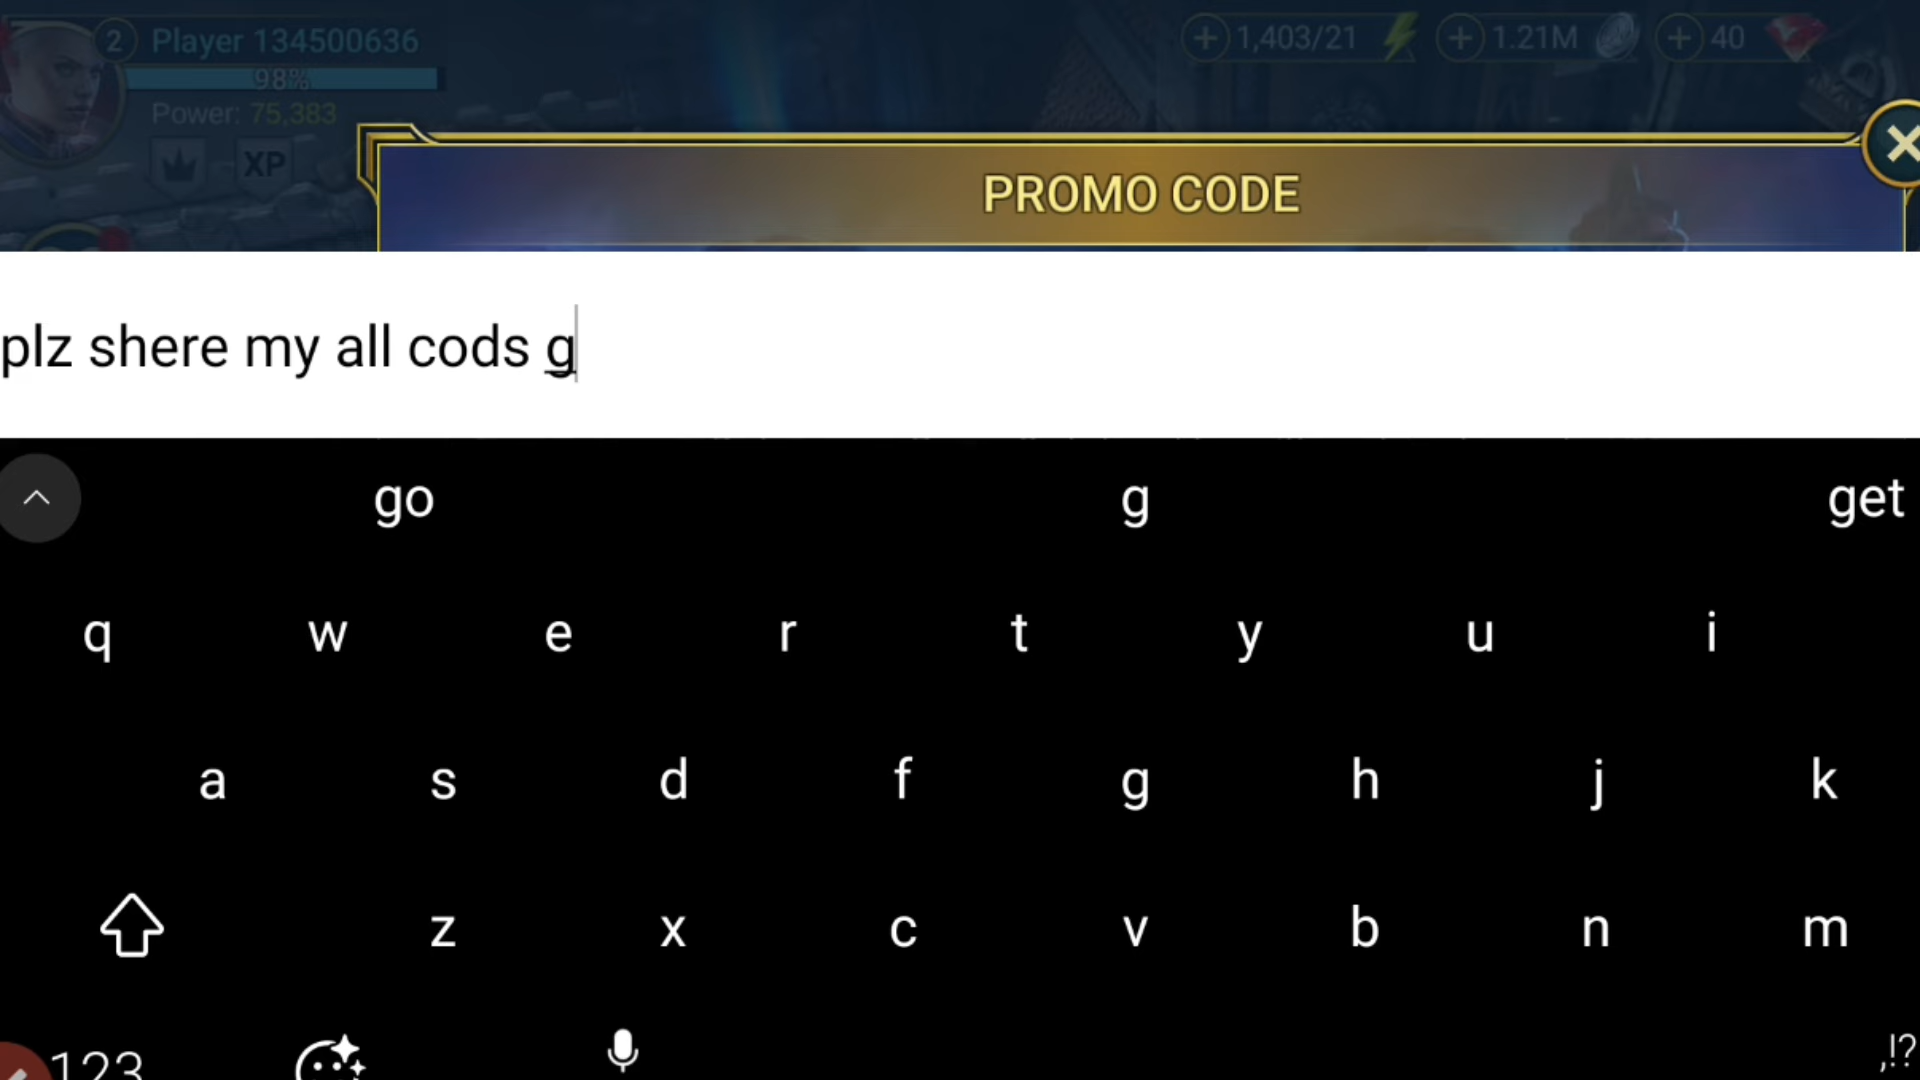 2 Player 134500636 1,403/21 1.21M 40
98%
Power: 75,383
XP
PROMO CODE
plz shere my all cods g
go g get
q w e r t y u i
a s d f g h j k
z x c v b n m
123 ,!?